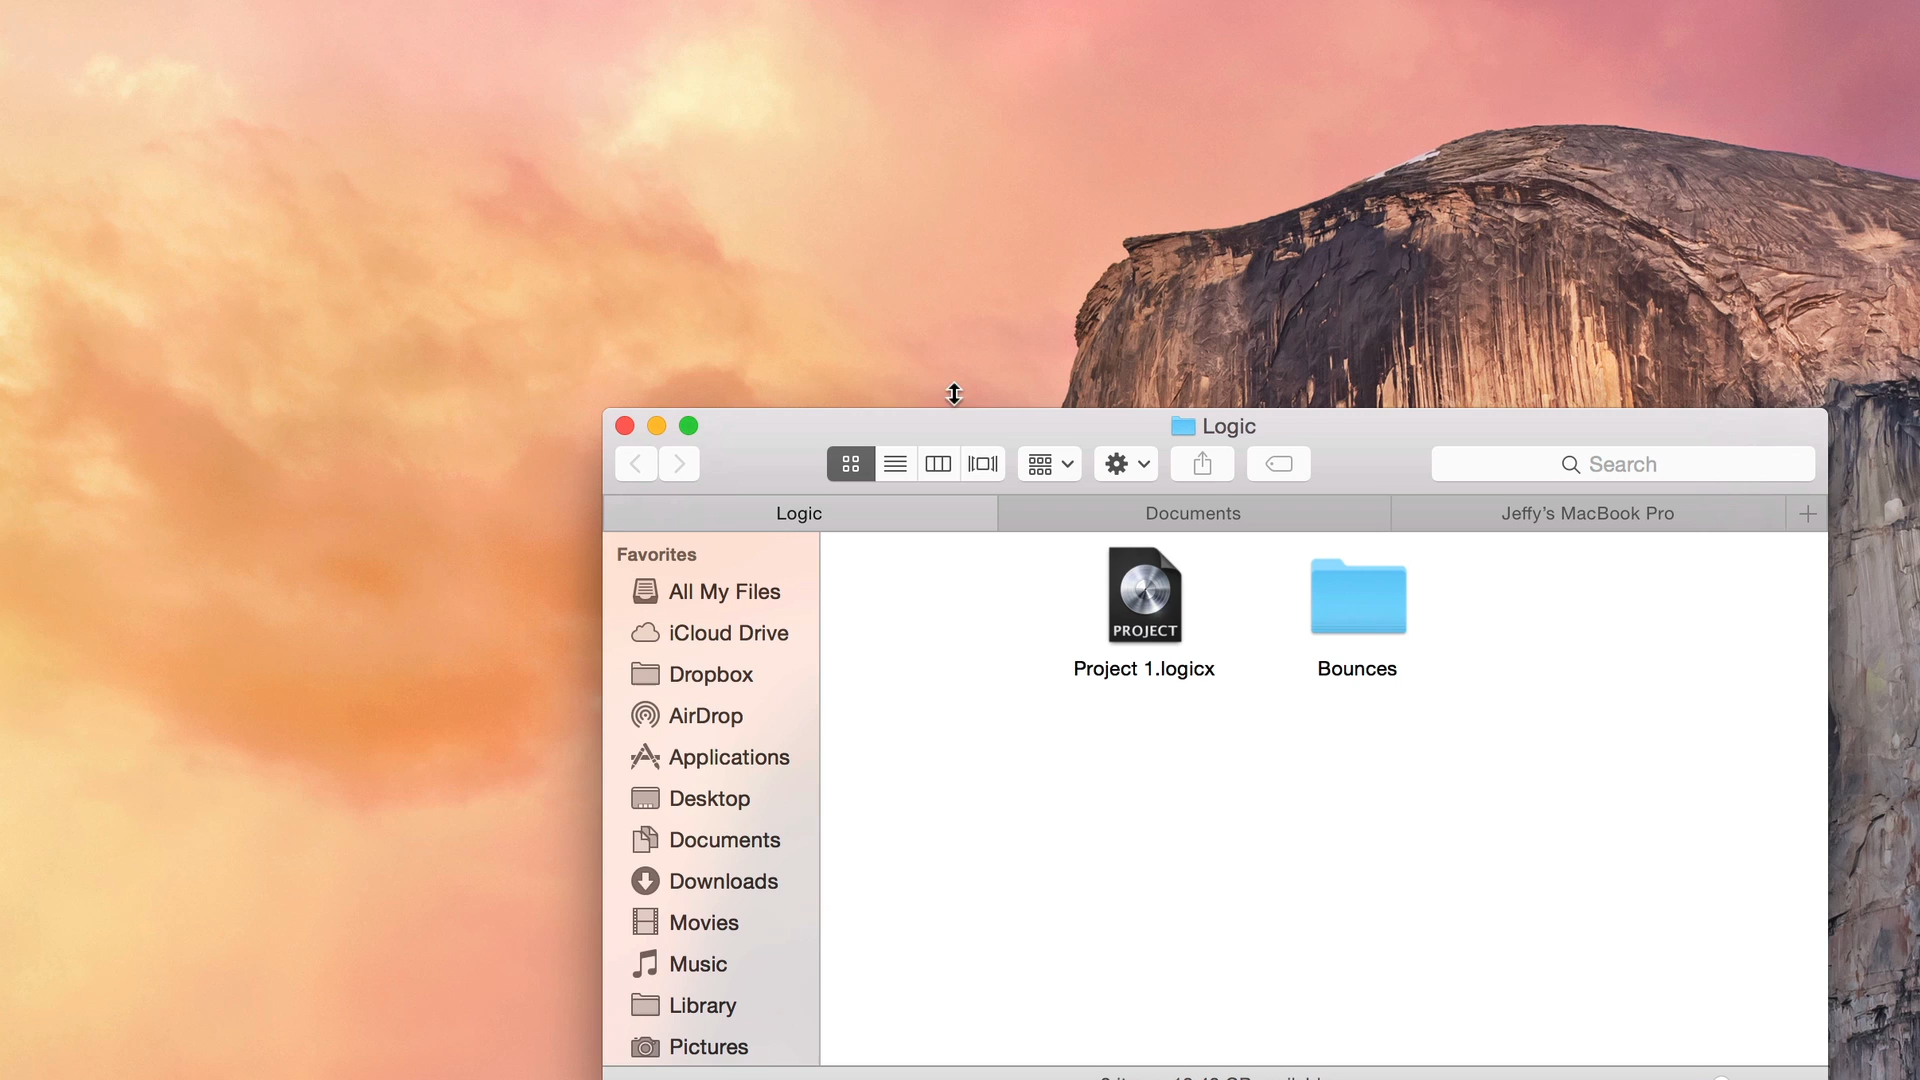 Logic
Search
Logic
Documents
Jeffy’s MacBook Pro
Favorites
All My Files
iCloud Drive
Dropbox
AirDrop
Applications
Desktop
Documents
Downloads
Movies
Music
Library
Pictures
PROJECT
Project 1.logicx
Bounces